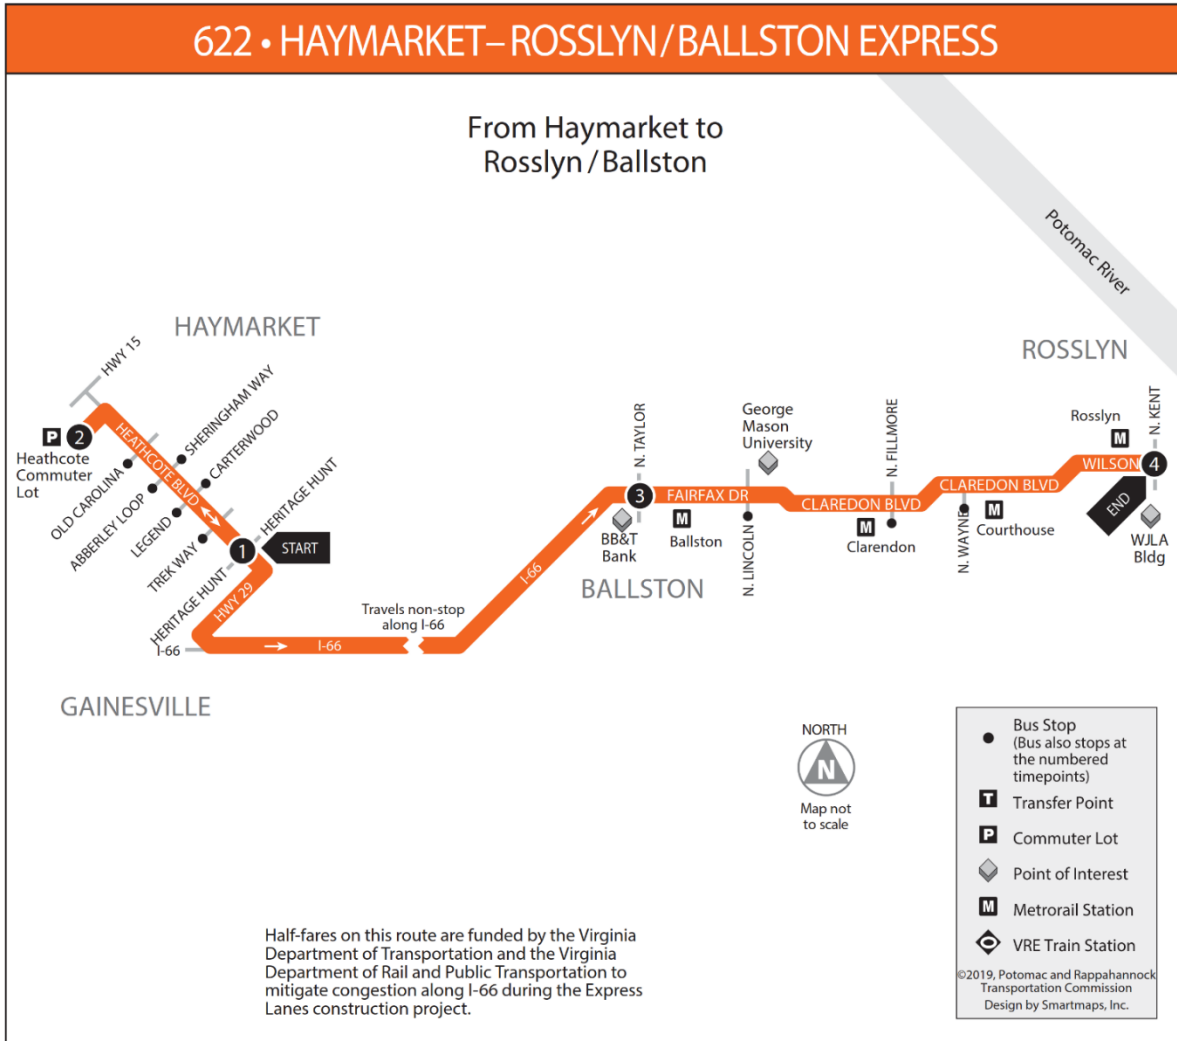 622 • HAYMARKET–ROSSLYN/BALLSTON EXPRESS
From Haymarket to
Rosslyn/Ballston
Potomac River
HAYMARKET
ROSSLYN
HWY 15
SHERINGHAM WAY
CARTERWOOD
HERITAGE HUNT
P
2
Heathcote
Commuter
Lot
HEATHCOTE BLVD
OLD CAROLINA
ABBERLEY LOOP
LEGEND
TREK WAY
HERITAGE HUNT
1
START
HWY 29
I-66
I-66
Travels non-stop
along I-66
I-66
GAINESVILLE
N. TAYLOR
3
BB&T
Bank
BALLSTON
FAIRFAX DR
M
Ballston
George
Mason
University
N. LINCOLN
CLAREDON BLVD
N. FILLMORE
M
Clarendon
CLAREDON BLVD
N. WAYNE
M
Courthouse
Rosslyn
M
WILSON
4
N. KENT
END
WJLA
Bldg
NORTH
N
Map not
to scale
Bus Stop
(Bus also stops at
the numbered
timepoints)
T Transfer Point
P Commuter Lot
Point of Interest
M Metrorail Station
VRE Train Station
©2019, Potomac and Rappahannock
Transportation Commission
Design by Smartmaps, Inc.
Half-fares on this route are funded by the Virginia
Department of Transportation and the Virginia
Department of Rail and Public Transportation to
mitigate congestion along I-66 during the Express
Lanes construction project.